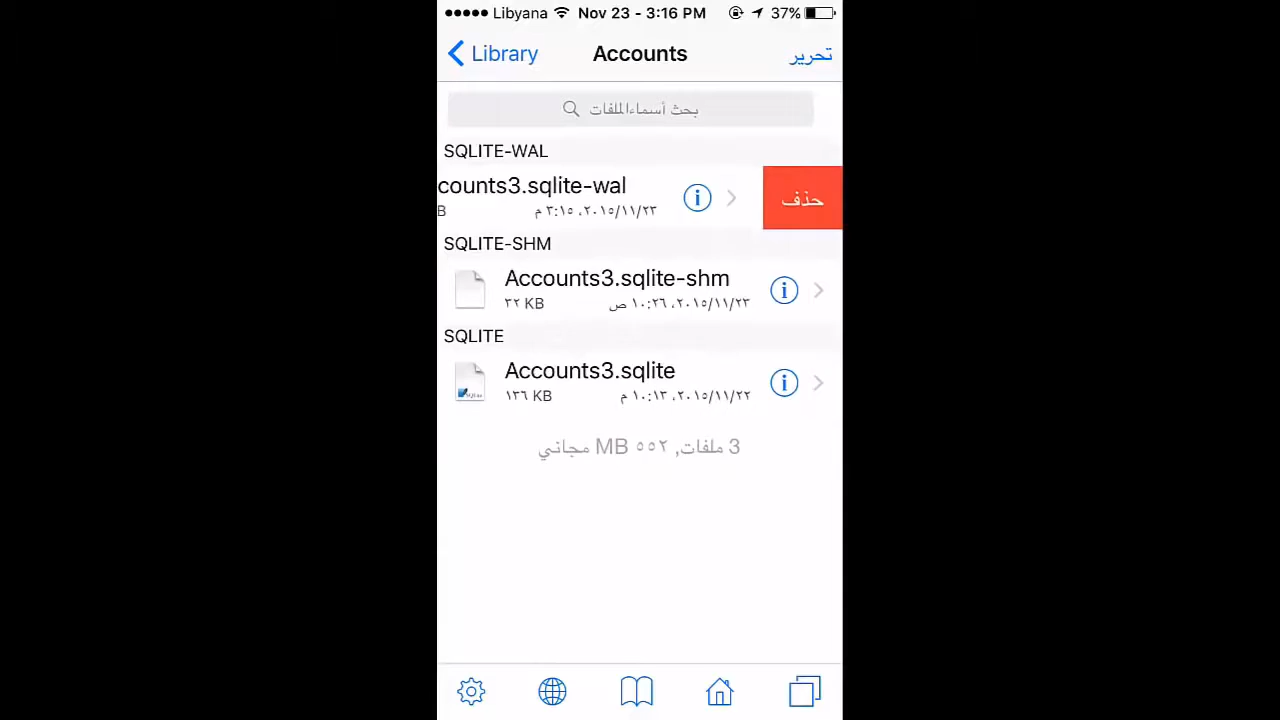 Libyana Nov 23 - 3:16 PM 37%
Library Accounts تحرير
بحث أسماءالملفات
SQLITE-WAL
counts3.sqlite-wal
B ٢٠١٥/١١/٢٣، ٣:١٥ م
حذف
SQLITE-SHM
Accounts3.sqlite-shm
٣٢ KB ٢٠١٥/١١/٢٣، ١٠:٢٦ ص
SQLITE
Accounts3.sqlite
١٣٦ KB ٢٠١٥/١١/٢٢، ١٠:١٣ م
3 ملفات, ٥٥٢ MB مجاني